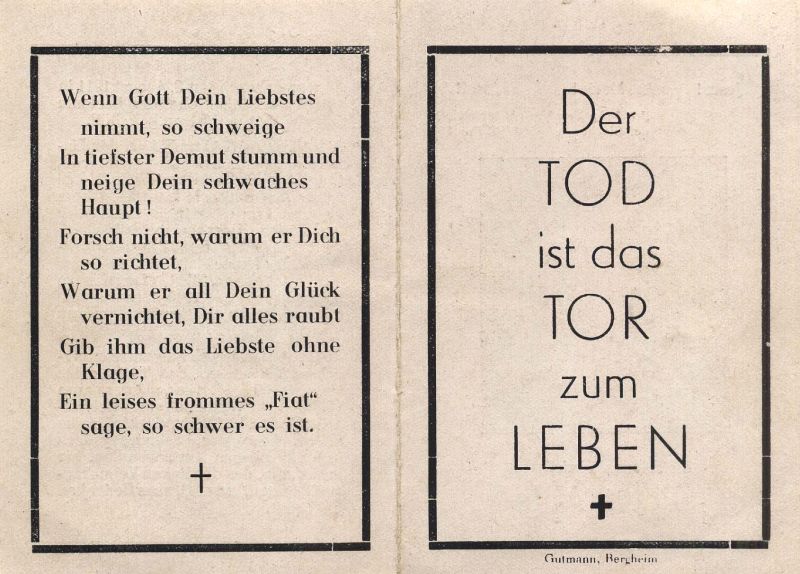 Wenn Gott Dein Liebstes
nimmt, so schweige
In tiefster Demut stumm und
neige Dein schwaches
Haupt!
Forsch nicht, warum er Dich
so richtet,
Warum er all Dein Glück
vernichtet, Dir alles raubt
Gib ihm das Liebste ohne
Klage,
Ein leises frommes „Fiat“
sage, so schwer es ist.
Der
TOD
ist das
TOR
zum
LEBEN
Gutmann, Bergheim